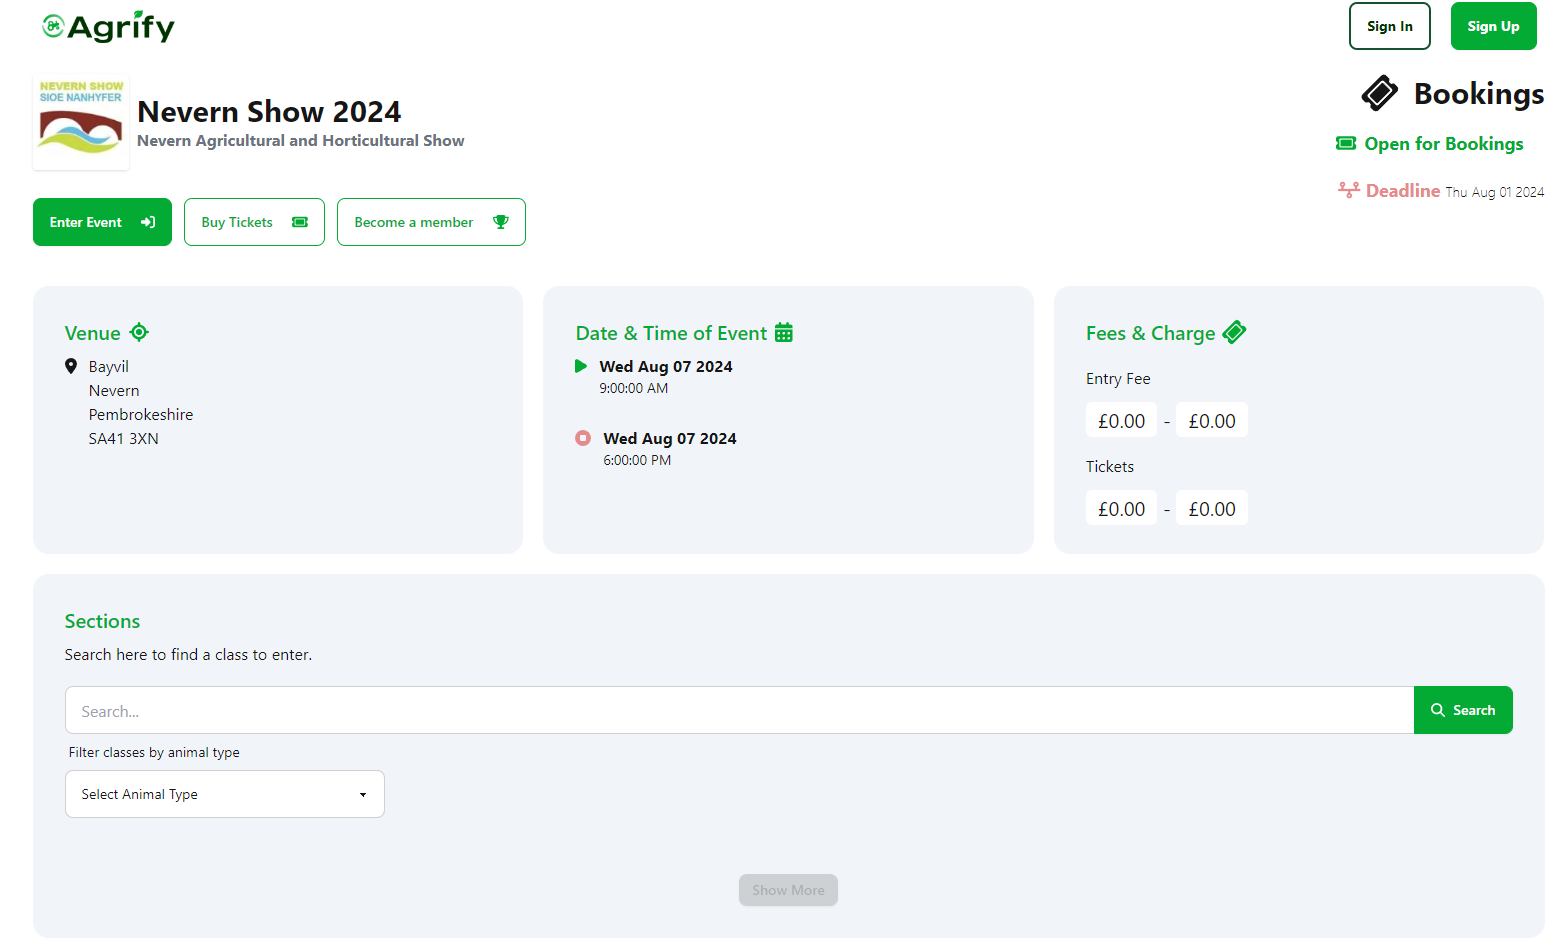 Agrify
Sign In
Sign Up
NEVERN SHOW
SIOE NANHYFER
Nevern Show 2024
Nevern Agricultural and Horticultural Show
Bookings
Open for Bookings
Deadline Thu Aug 01 2024
Enter Event
Buy Tickets
Become a member
Venue
Bayvil
Nevern
Pembrokeshire
SA41 3XN
Date & Time of Event
Wed Aug 07 2024
9:00:00 AM
Wed Aug 07 2024
6:00:00 PM
Fees & Charge
Entry Fee
£0.00 - £0.00
Tickets
£0.00 - £0.00
Sections
Search here to find a class to enter.
Search...
Search
Filter classes by animal type
Select Animal Type
Show More